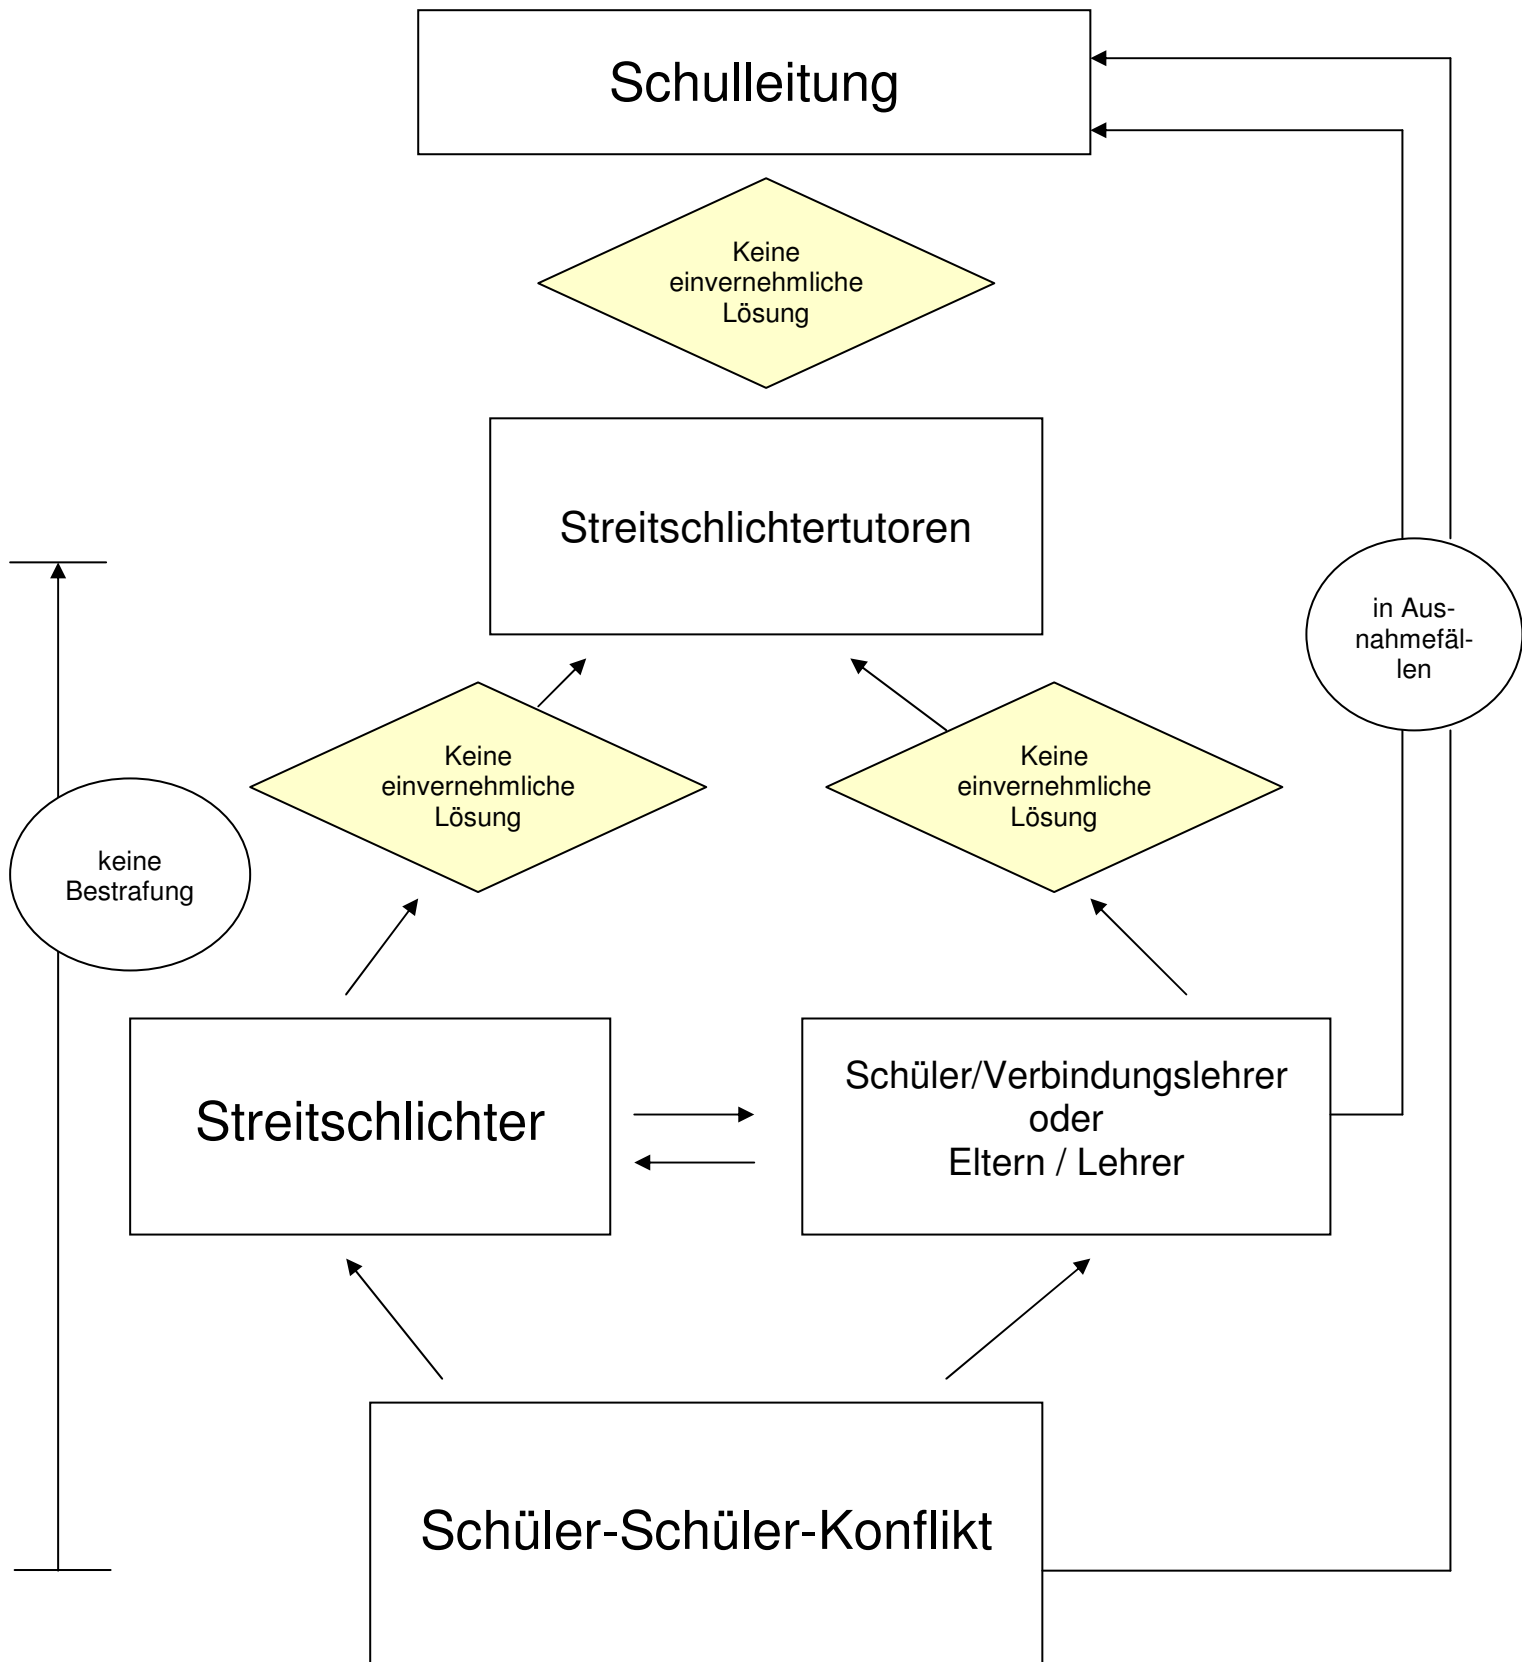 Schulleitung
Keine
einvernehmliche
Lösung
Streitschlichtertutoren
in Aus-
nahmefäl-
len
Keine
einvernehmliche
Lösung
Keine
einvernehmliche
Lösung
keine
Bestrafung
Streitschlichter
Schüler/Verbindungslehrer
oder
Eltern / Lehrer
Schüler-Schüler-Konflikt